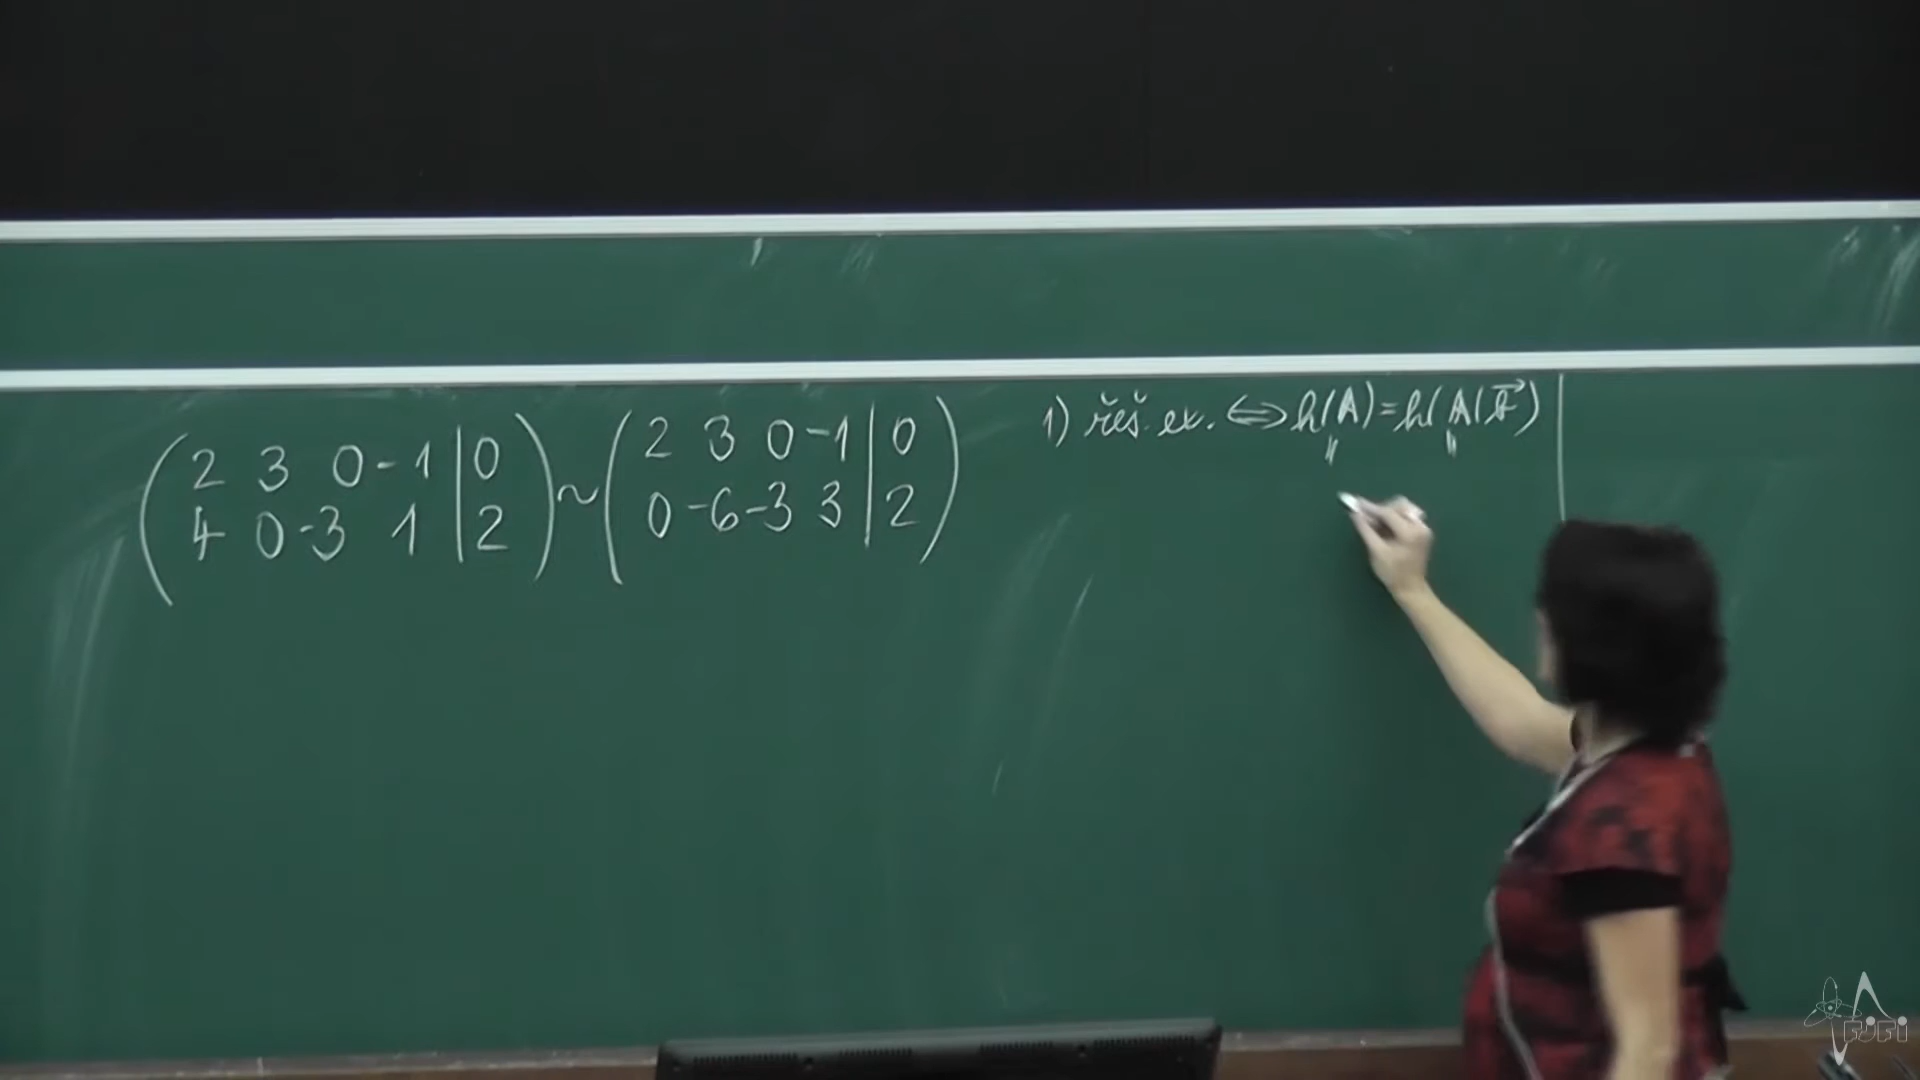 ( 2 3 0 -1 | 0 ) ~ ( 2 3 0 -1 | 0 )
( 4 0 -3 1 | 2 ) ( 0 -6 -3 3 | 2 )
1) řeš. ex. ⇔ h(A) = h(A|b⃗)
" "
FJFI